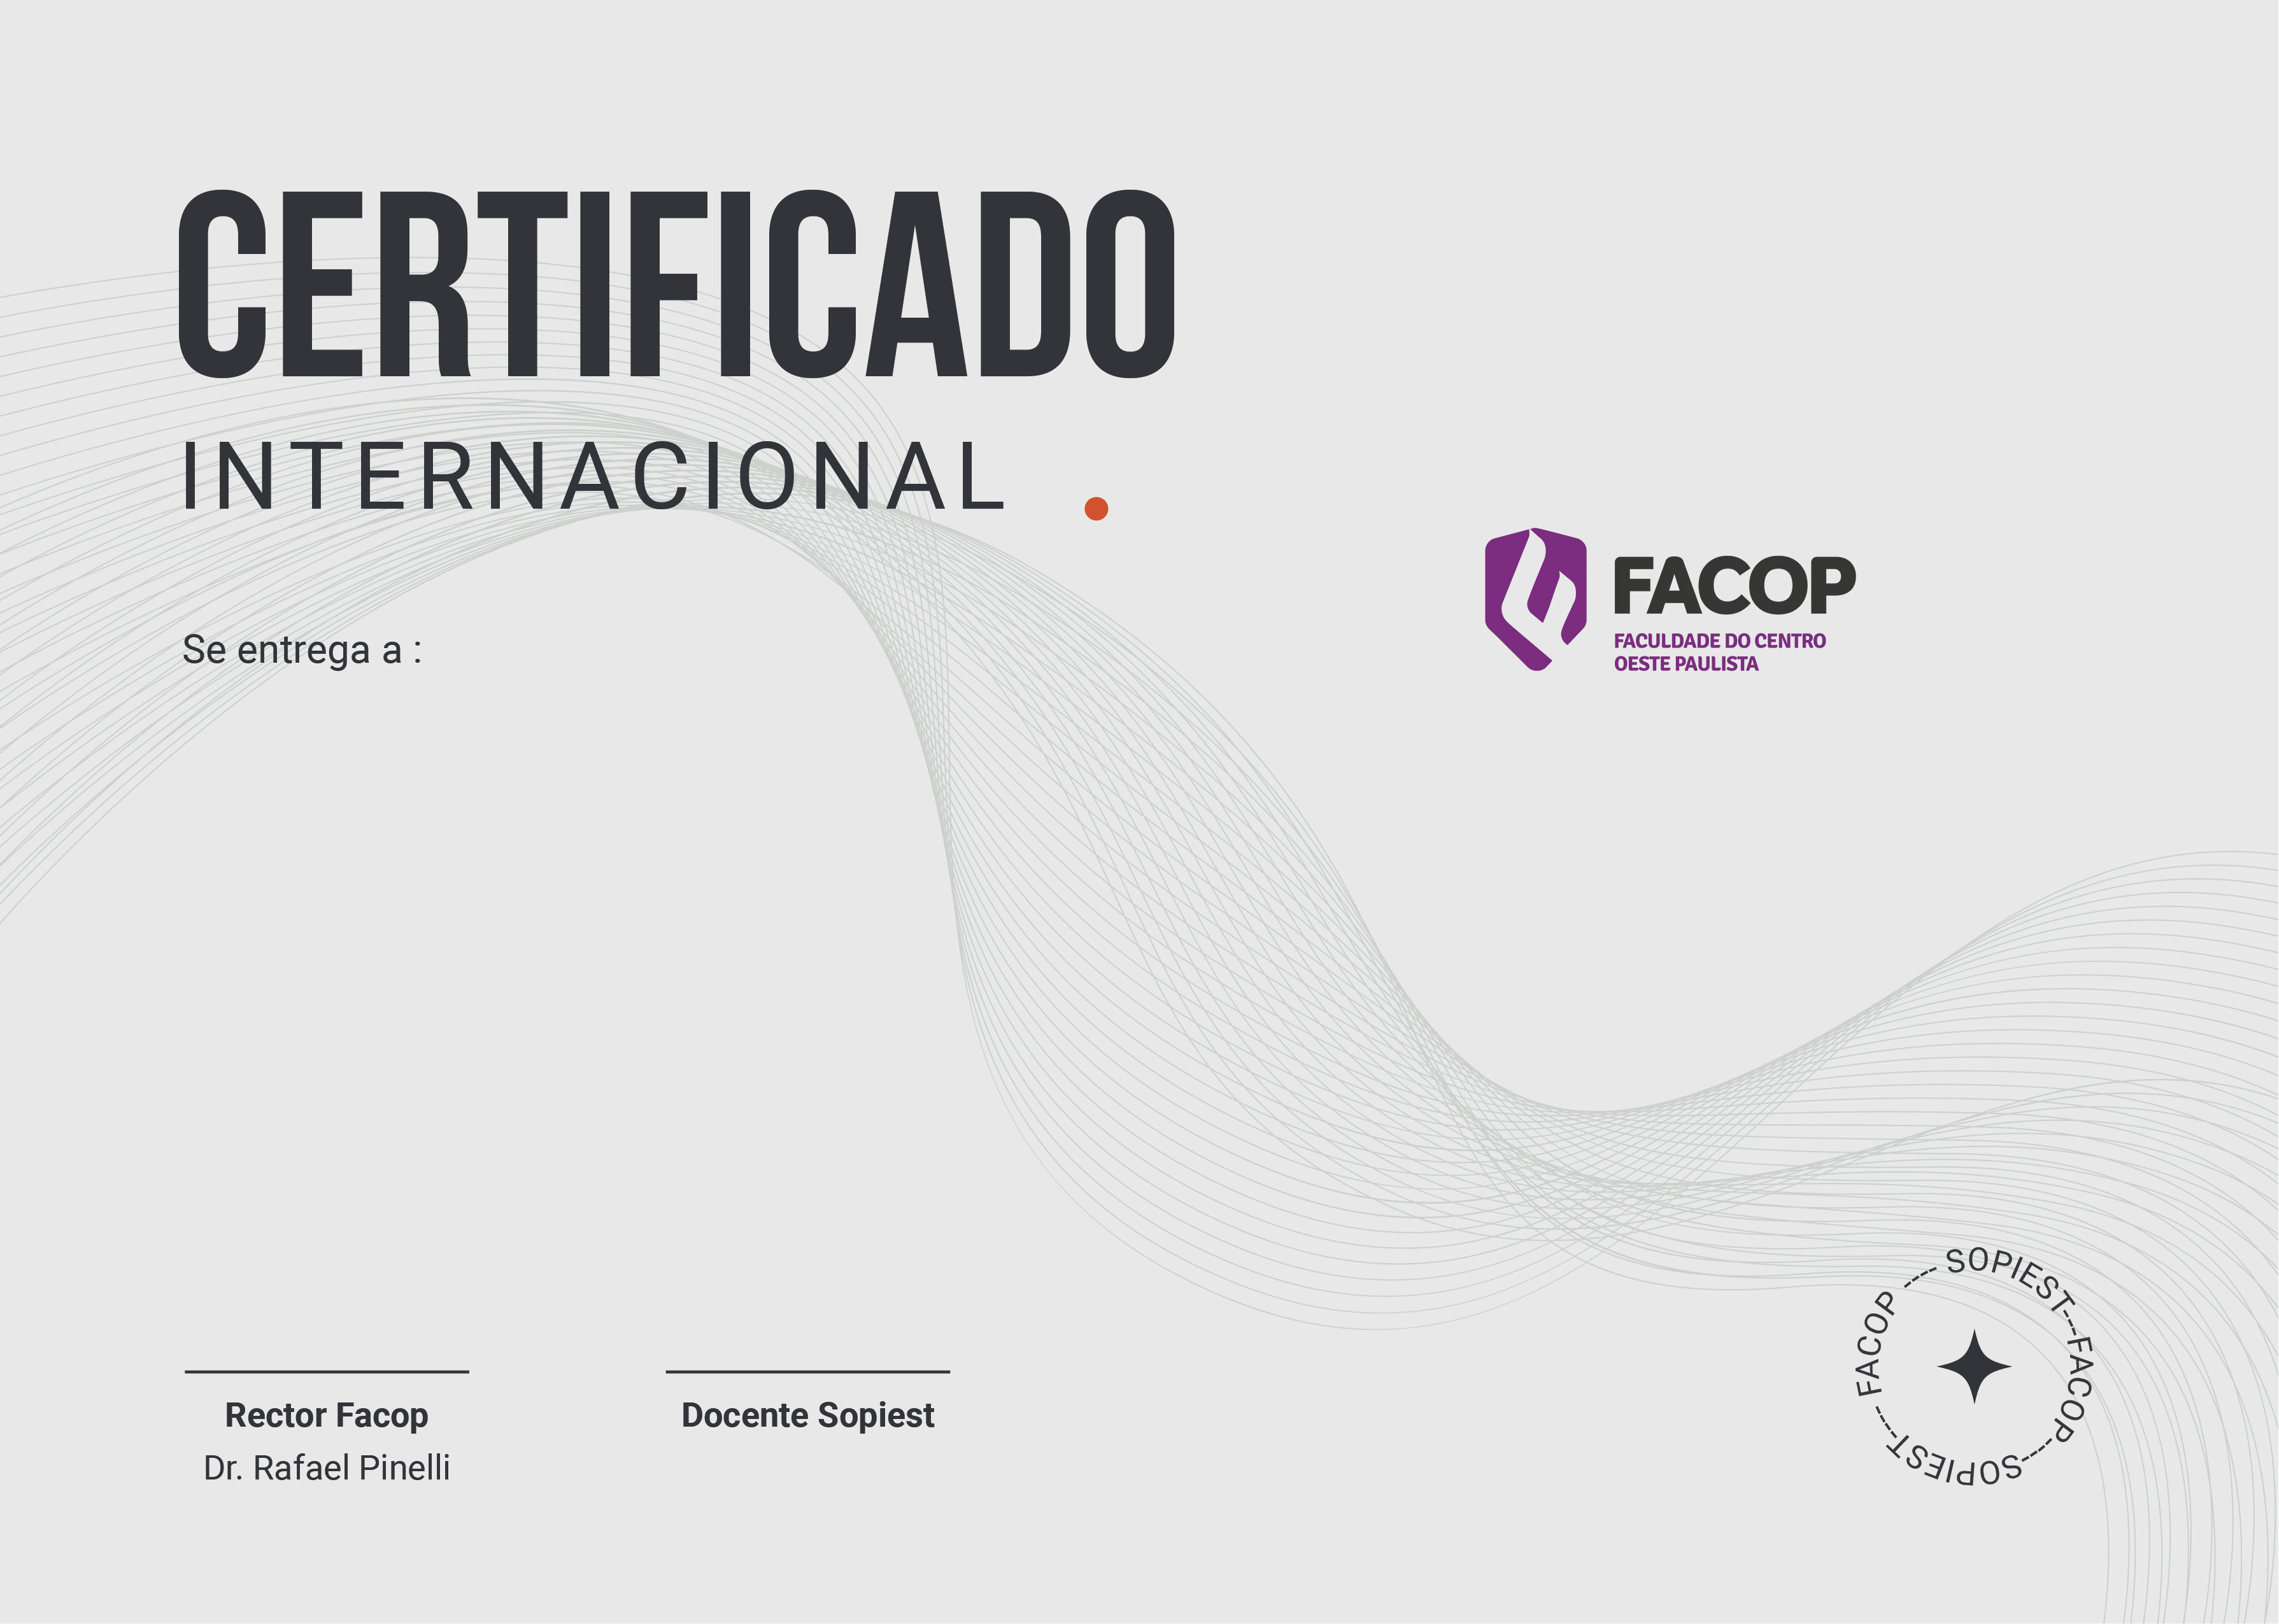 CERTIFICADO
INTERNACIONAL .
Se entrega a :
FACOP
FACULDADE DO CENTRO
OESTE PAULISTA
Rector Facop
Dr. Rafael Pinelli
Docente Sopiest
SOPIEST-----FACOP-----SOPIEST-----FACOP-----